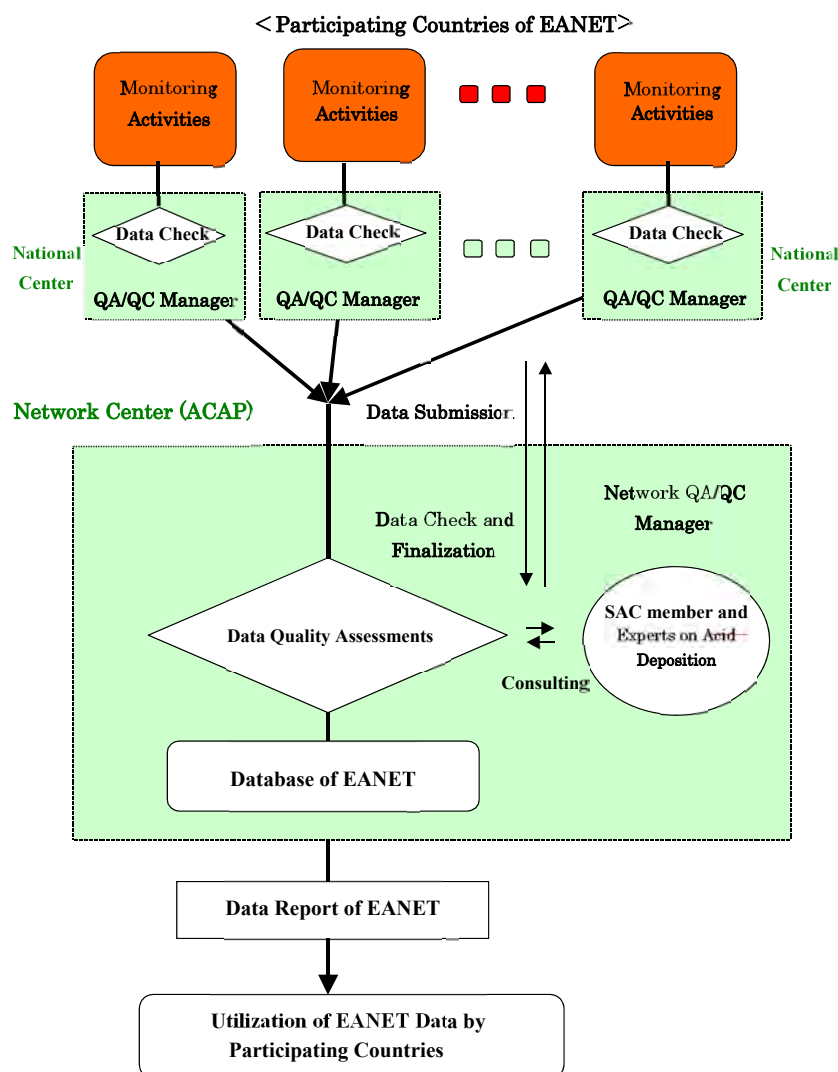 <Participating Countries of EANET>
Monitoring
Activities
Monitoring
Activities
Monitoring
Activities
Data Check
Data Check
Data Check
National
Center
National
Center
QA/QC Manager
QA/QC Manager
QA/QC Manager
Network Center (ACAP)
Data Submission
Network QA/QC
Manager
Data Check and
Finalization
SAC member and
Experts on Acid
Deposition
Data Quality Assessments
Consulting
Database of EANET
Data Report of EANET
Utilization of EANET Data by
Participating Countries